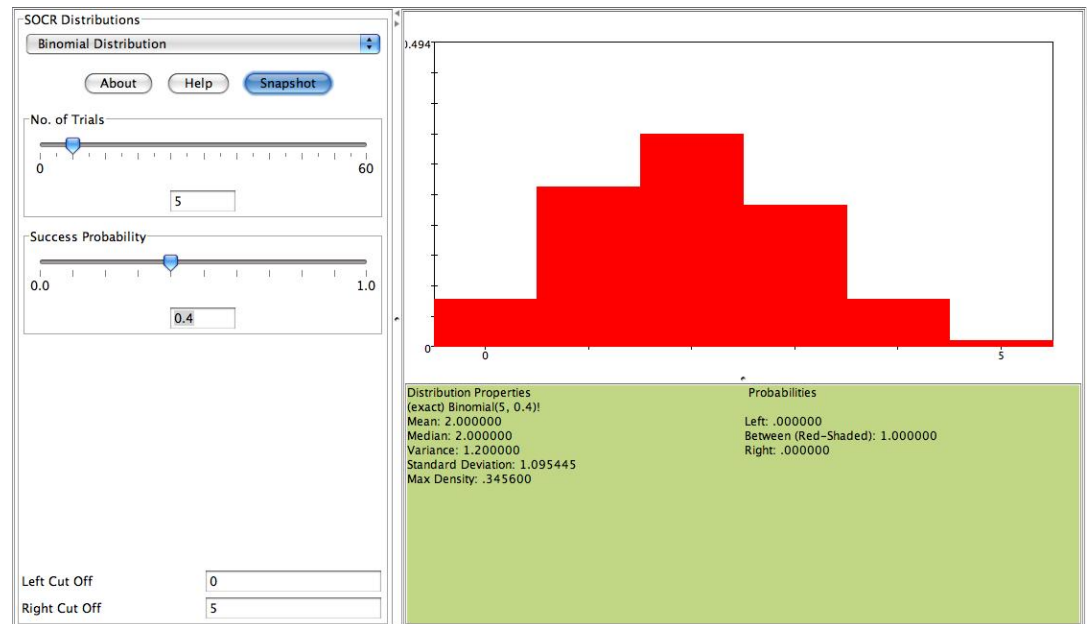 SOCR Distributions
Binomial Distribution
About Help Snapshot
No. of Trials
0 60
5
Success Probability
0.0 1.0
0.4
Left Cut Off 0
Right Cut Off 5
0.494
0
0 5
Distribution Properties
(exact) Binomial(5, 0.4)!
Mean: 2.000000
Median: 2.000000
Variance: 1.200000
Standard Deviation: 1.095445
Max Density: .345600
Probabilities
Left: .000000
Between (Red-Shaded): 1.000000
Right: .000000